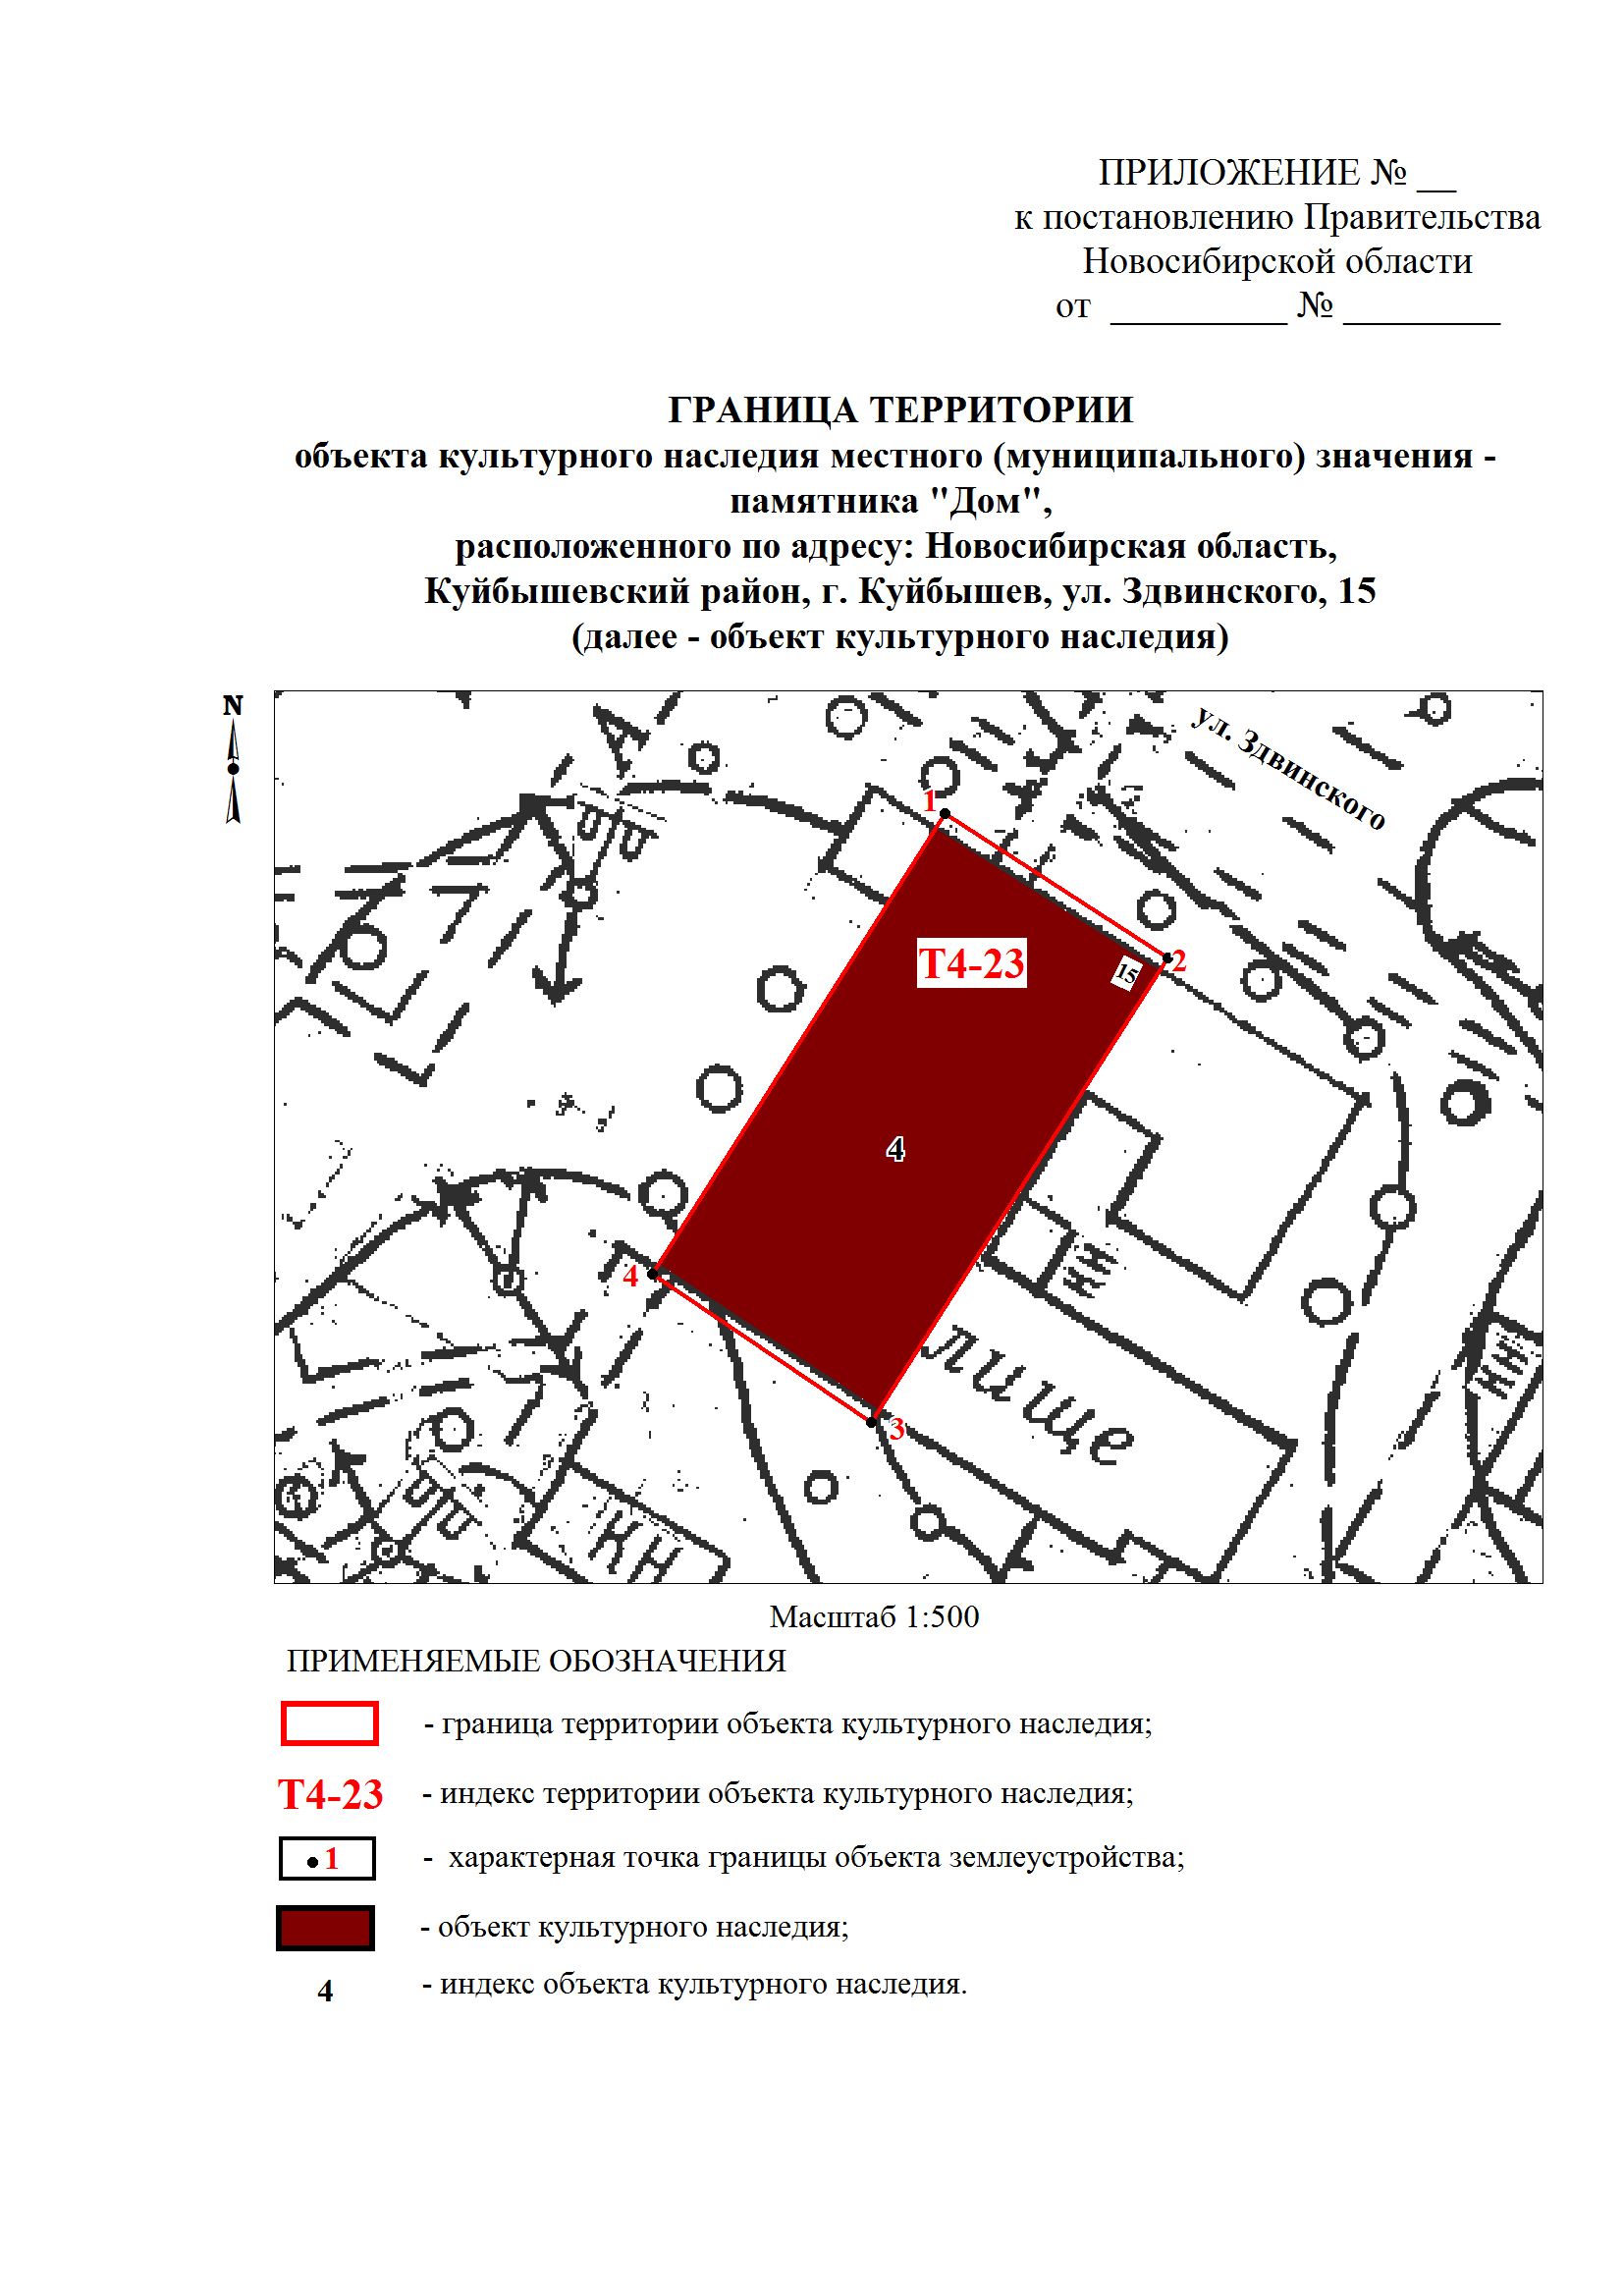 ПРИЛОЖЕНИЕ № __
к постановлению Правительства
Новосибирской области
от _________ № ________
ГРАНИЦА ТЕРРИТОРИИ
объекта культурного наследия местного (муниципального) значения -
памятника "Дом",
расположенного по адресу: Новосибирская область,
Куйбышевский район, г. Куйбышев, ул. Здвинского, 15
(далее - объект культурного наследия)
N
ул. Здвинского
1
2
Т4-23
15
4
4
3
лище
КН
КН
КН
Масштаб 1:500
ПРИМЕНЯЕМЫЕ ОБОЗНАЧЕНИЯ
- граница территории объекта культурного наследия;
Т4-23 - индекс территории объекта культурного наследия;
1 - характерная точка границы объекта землеустройства;
- объект культурного наследия;
4 - индекс объекта культурного наследия.